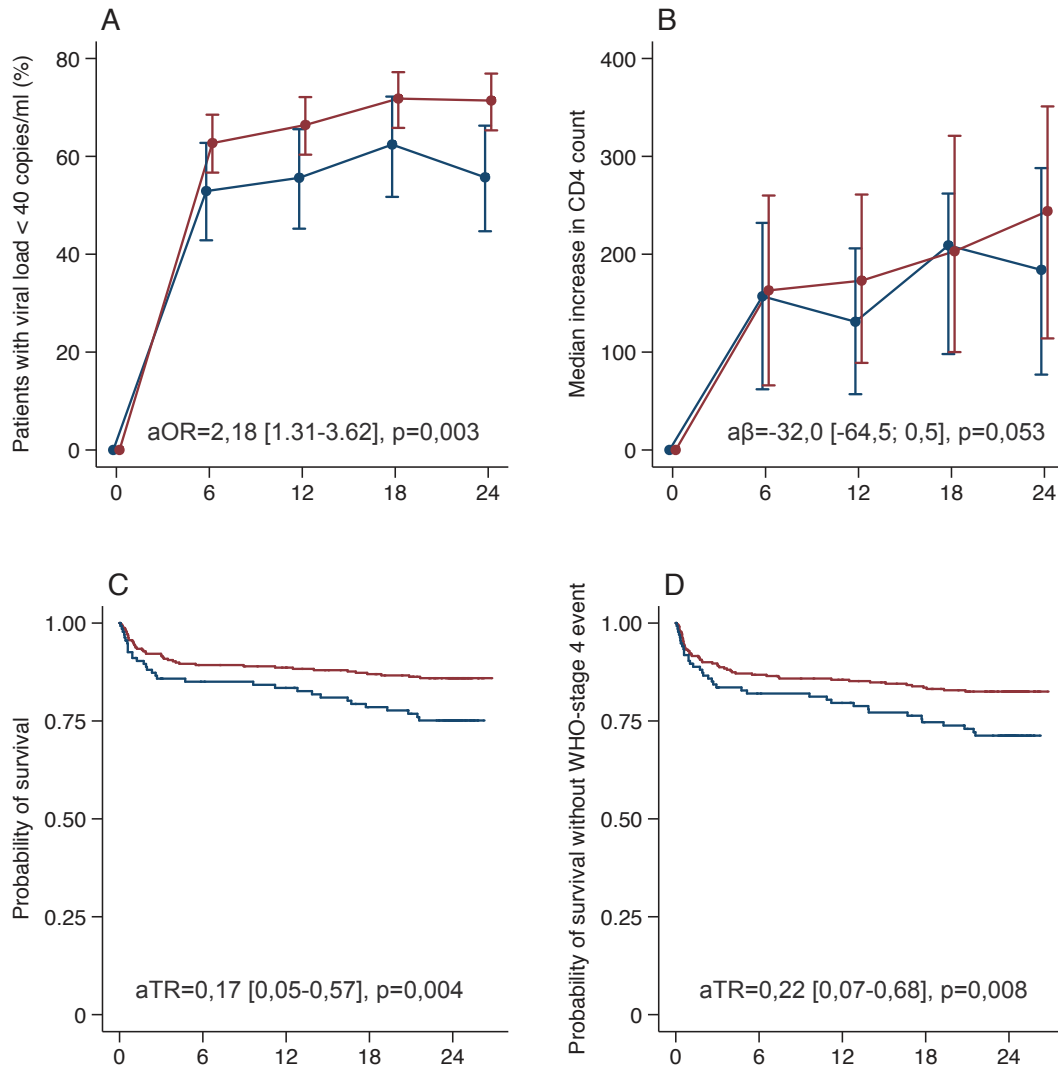 A
Patients with viral load < 40 copies/ml (%)
80
60
40
20
0
aOR=2,18 [1.31-3.62], p=0,003
0 6 12 18 24
B
Median increase in CD4 count
400
300
200
100
0
aβ=-32,0 [-64,5; 0,5], p=0,053
0 6 12 18 24
C
Probability of survival
1.00
0.75
0.50
0.25
0
aTR=0,17 [0,05-0,57], p=0,004
0 6 12 18 24
D
Probability of survival without WHO-stage 4 event
1.00
0.75
0.50
0.25
0
aTR=0,22 [0,07-0,68], p=0,008
0 6 12 18 24